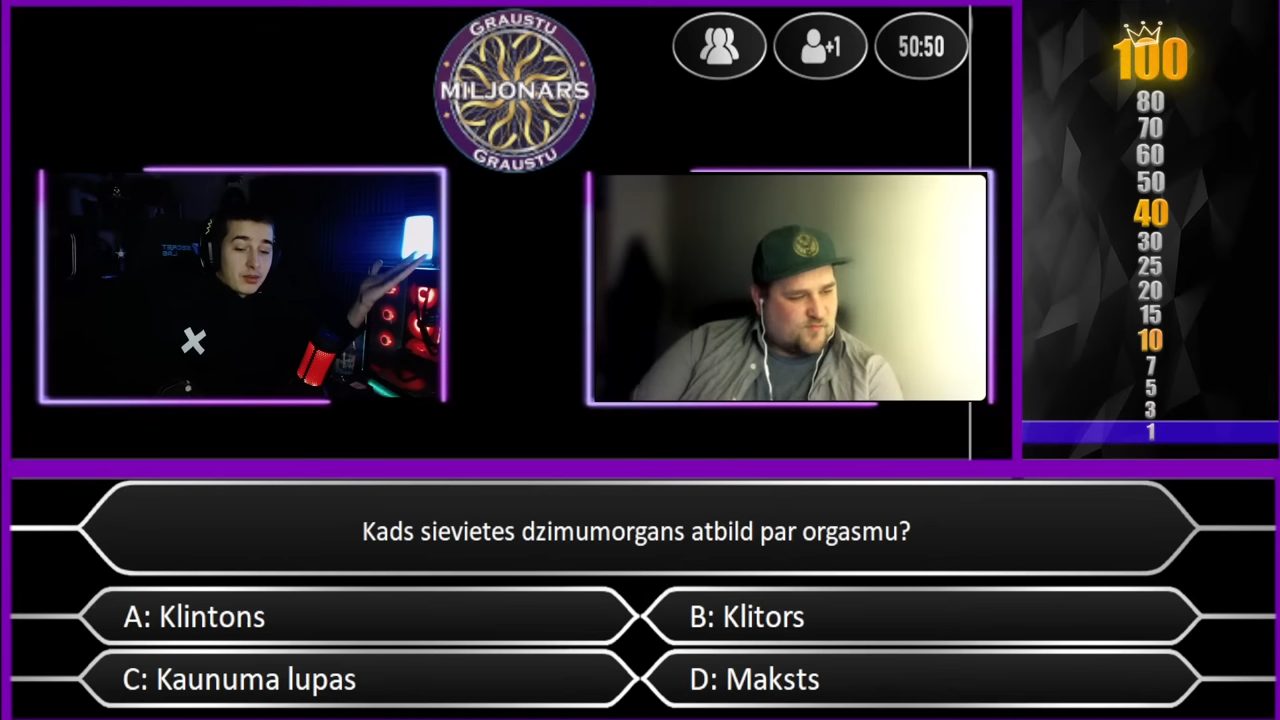 GRAUSTU
MILJONARS
GRAUSTU
+1
50:50
100
80
70
60
50
40
30
25
20
15
10
7
5
3
1
Kads sievietes dzimumorgans atbild par orgasmu?
A: Klintons
B: Klitors
C: Kaunuma lupas
D: Maksts